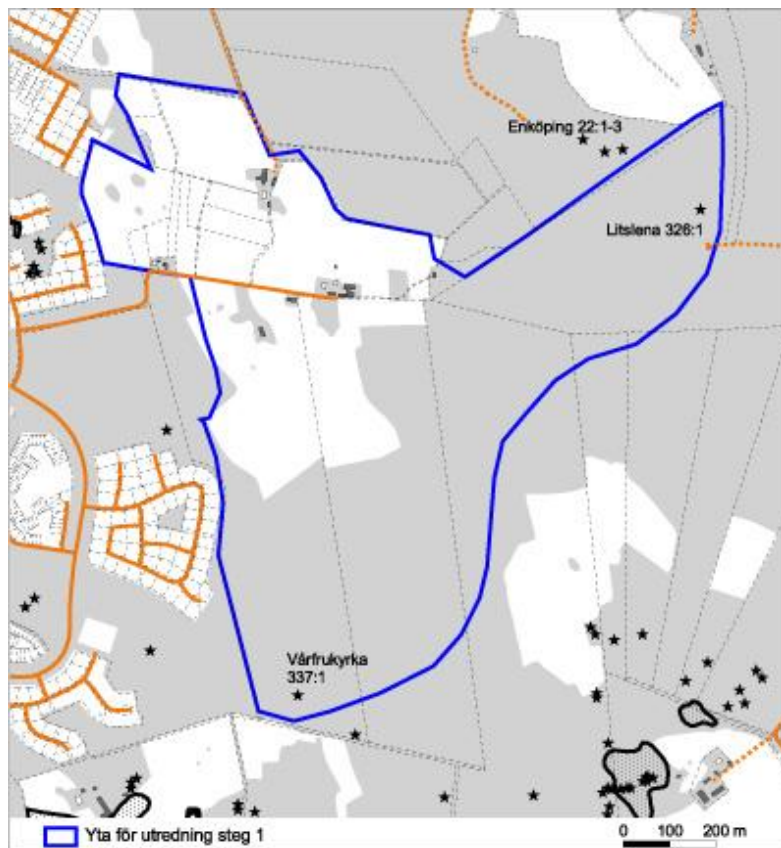 Enköping 22:1-3
Litslena 326:1
Vårfrukyrka
337:1
Yta för utredning steg 1
0 100 200 m